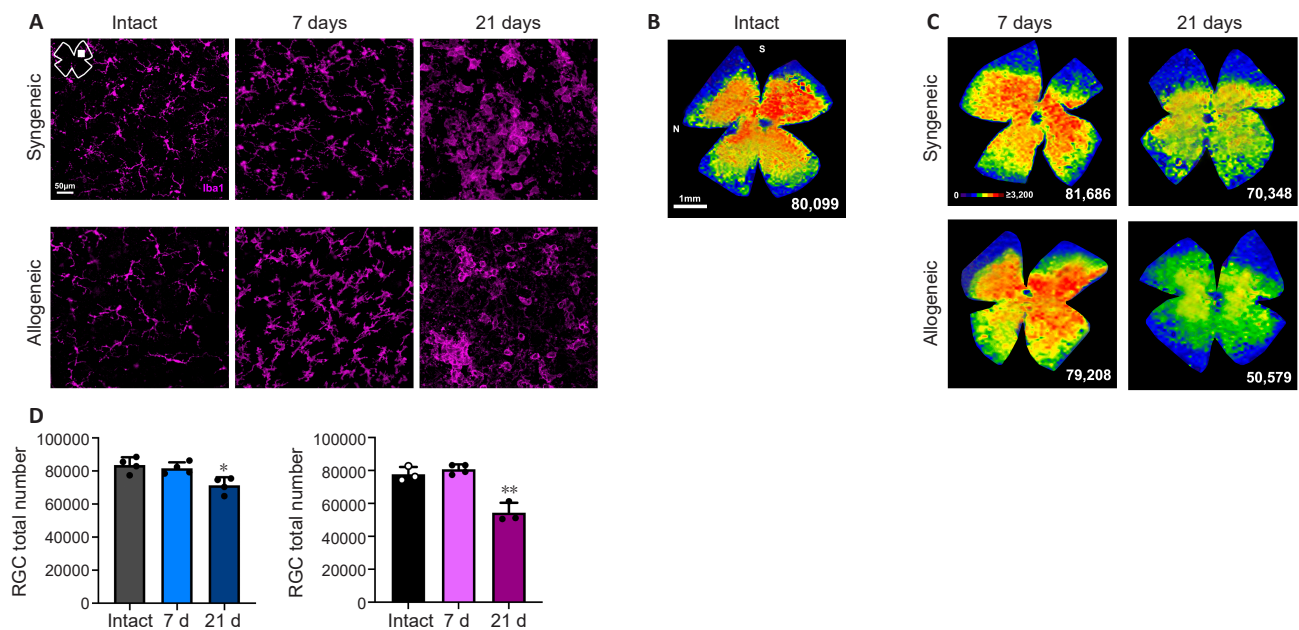 A
Intact
7 days
21 days
Syngeneic
50µm
Iba1
Allogeneic
B
Intact
S
N
1mm
80,099
C
7 days
21 days
Syngeneic
0
≥3,200
81,686
70,348
Allogeneic
79,208
50,579
D
RGC total number
100000
80000
60000
40000
20000
0
*
Intact
7 d
21 d
RGC total number
100000
80000
60000
40000
20000
0
**
Intact
7 d
21 d